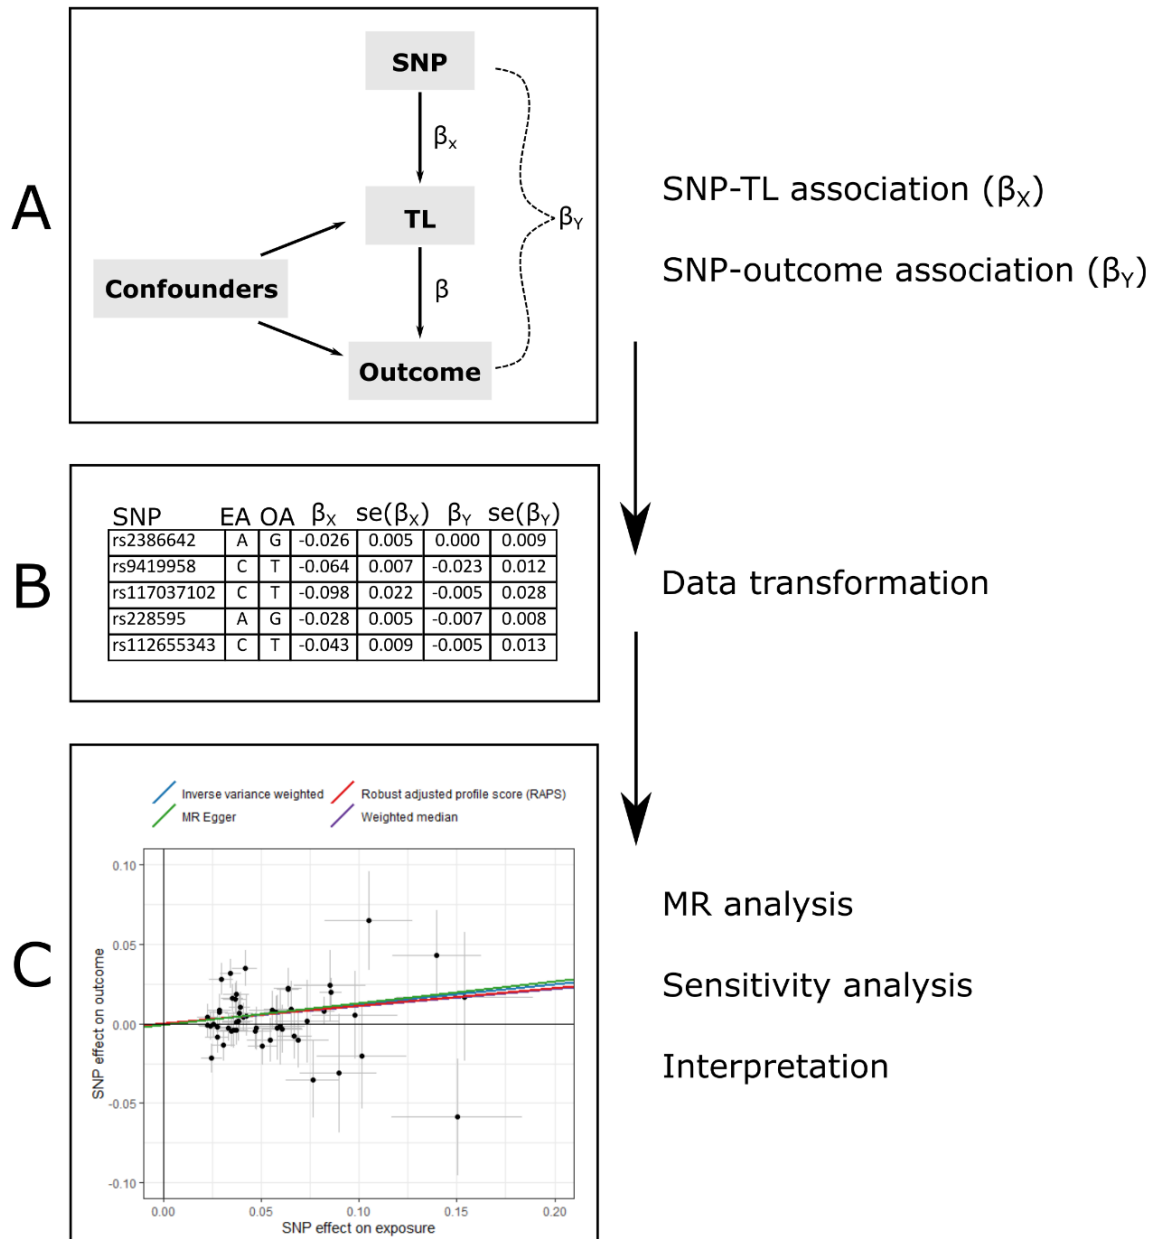 A
SNP
βx
TL
βY
Confounders
β
Outcome
SNP-TL association (βX)
SNP-outcome association (βY)
B
SNP EA OA βX se(βX) βY se(βY)
rs2386642 A G -0.026 0.005 0.000 0.009
rs9419958 C T -0.064 0.007 -0.023 0.012
rs117037102 C T -0.098 0.022 -0.005 0.028
rs228595 A G -0.028 0.005 -0.007 0.008
rs112655343 C T -0.043 0.009 -0.005 0.013
Data transformation
C
Inverse variance weighted Robust adjusted profile score (RAPS)
MR Egger Weighted median
0.10
0.05
0.00
-0.05
-0.10
SNP effect on outcome
0.00 0.05 0.10 0.15 0.20
SNP effect on exposure
MR analysis
Sensitivity analysis
Interpretation